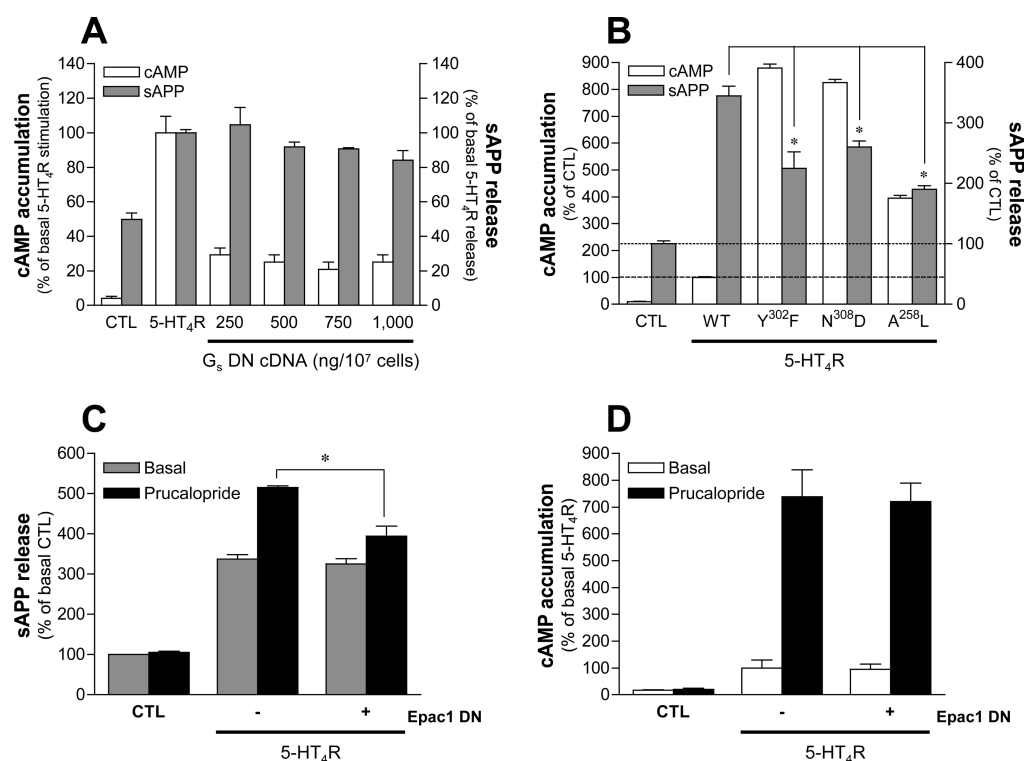 A
cAMP accumulation
(% of basal 5-HT4R stimulation)
140
120
100
80
60
40
20
0
cAMP
sAPP
140
120
100
80
60
40
20
0
sAPP release
(% of basal 5-HT4R release)
CTL 5-HT4R 250 500 750 1,000
Gs DN cDNA (ng/10⁷ cells)
B
cAMP accumulation
(% of CTL)
900
800
700
600
500
400
300
200
100
0
cAMP
sAPP
* * *
400
300
200
100
0
sAPP release
(% of CTL)
CTL WT Y³⁰²F N³⁰⁸D A²⁵⁸L
5-HT4R
C
sAPP release
(% of basal CTL)
600
500
400
300
200
100
0
Basal
Prucalopride
*
CTL - + Epac1 DN
5-HT4R
D
cAMP accumulation
(% of basal 5-HT4R)
900
800
700
600
500
400
300
200
100
0
Basal
Prucalopride
CTL - + Epac1 DN
5-HT4R